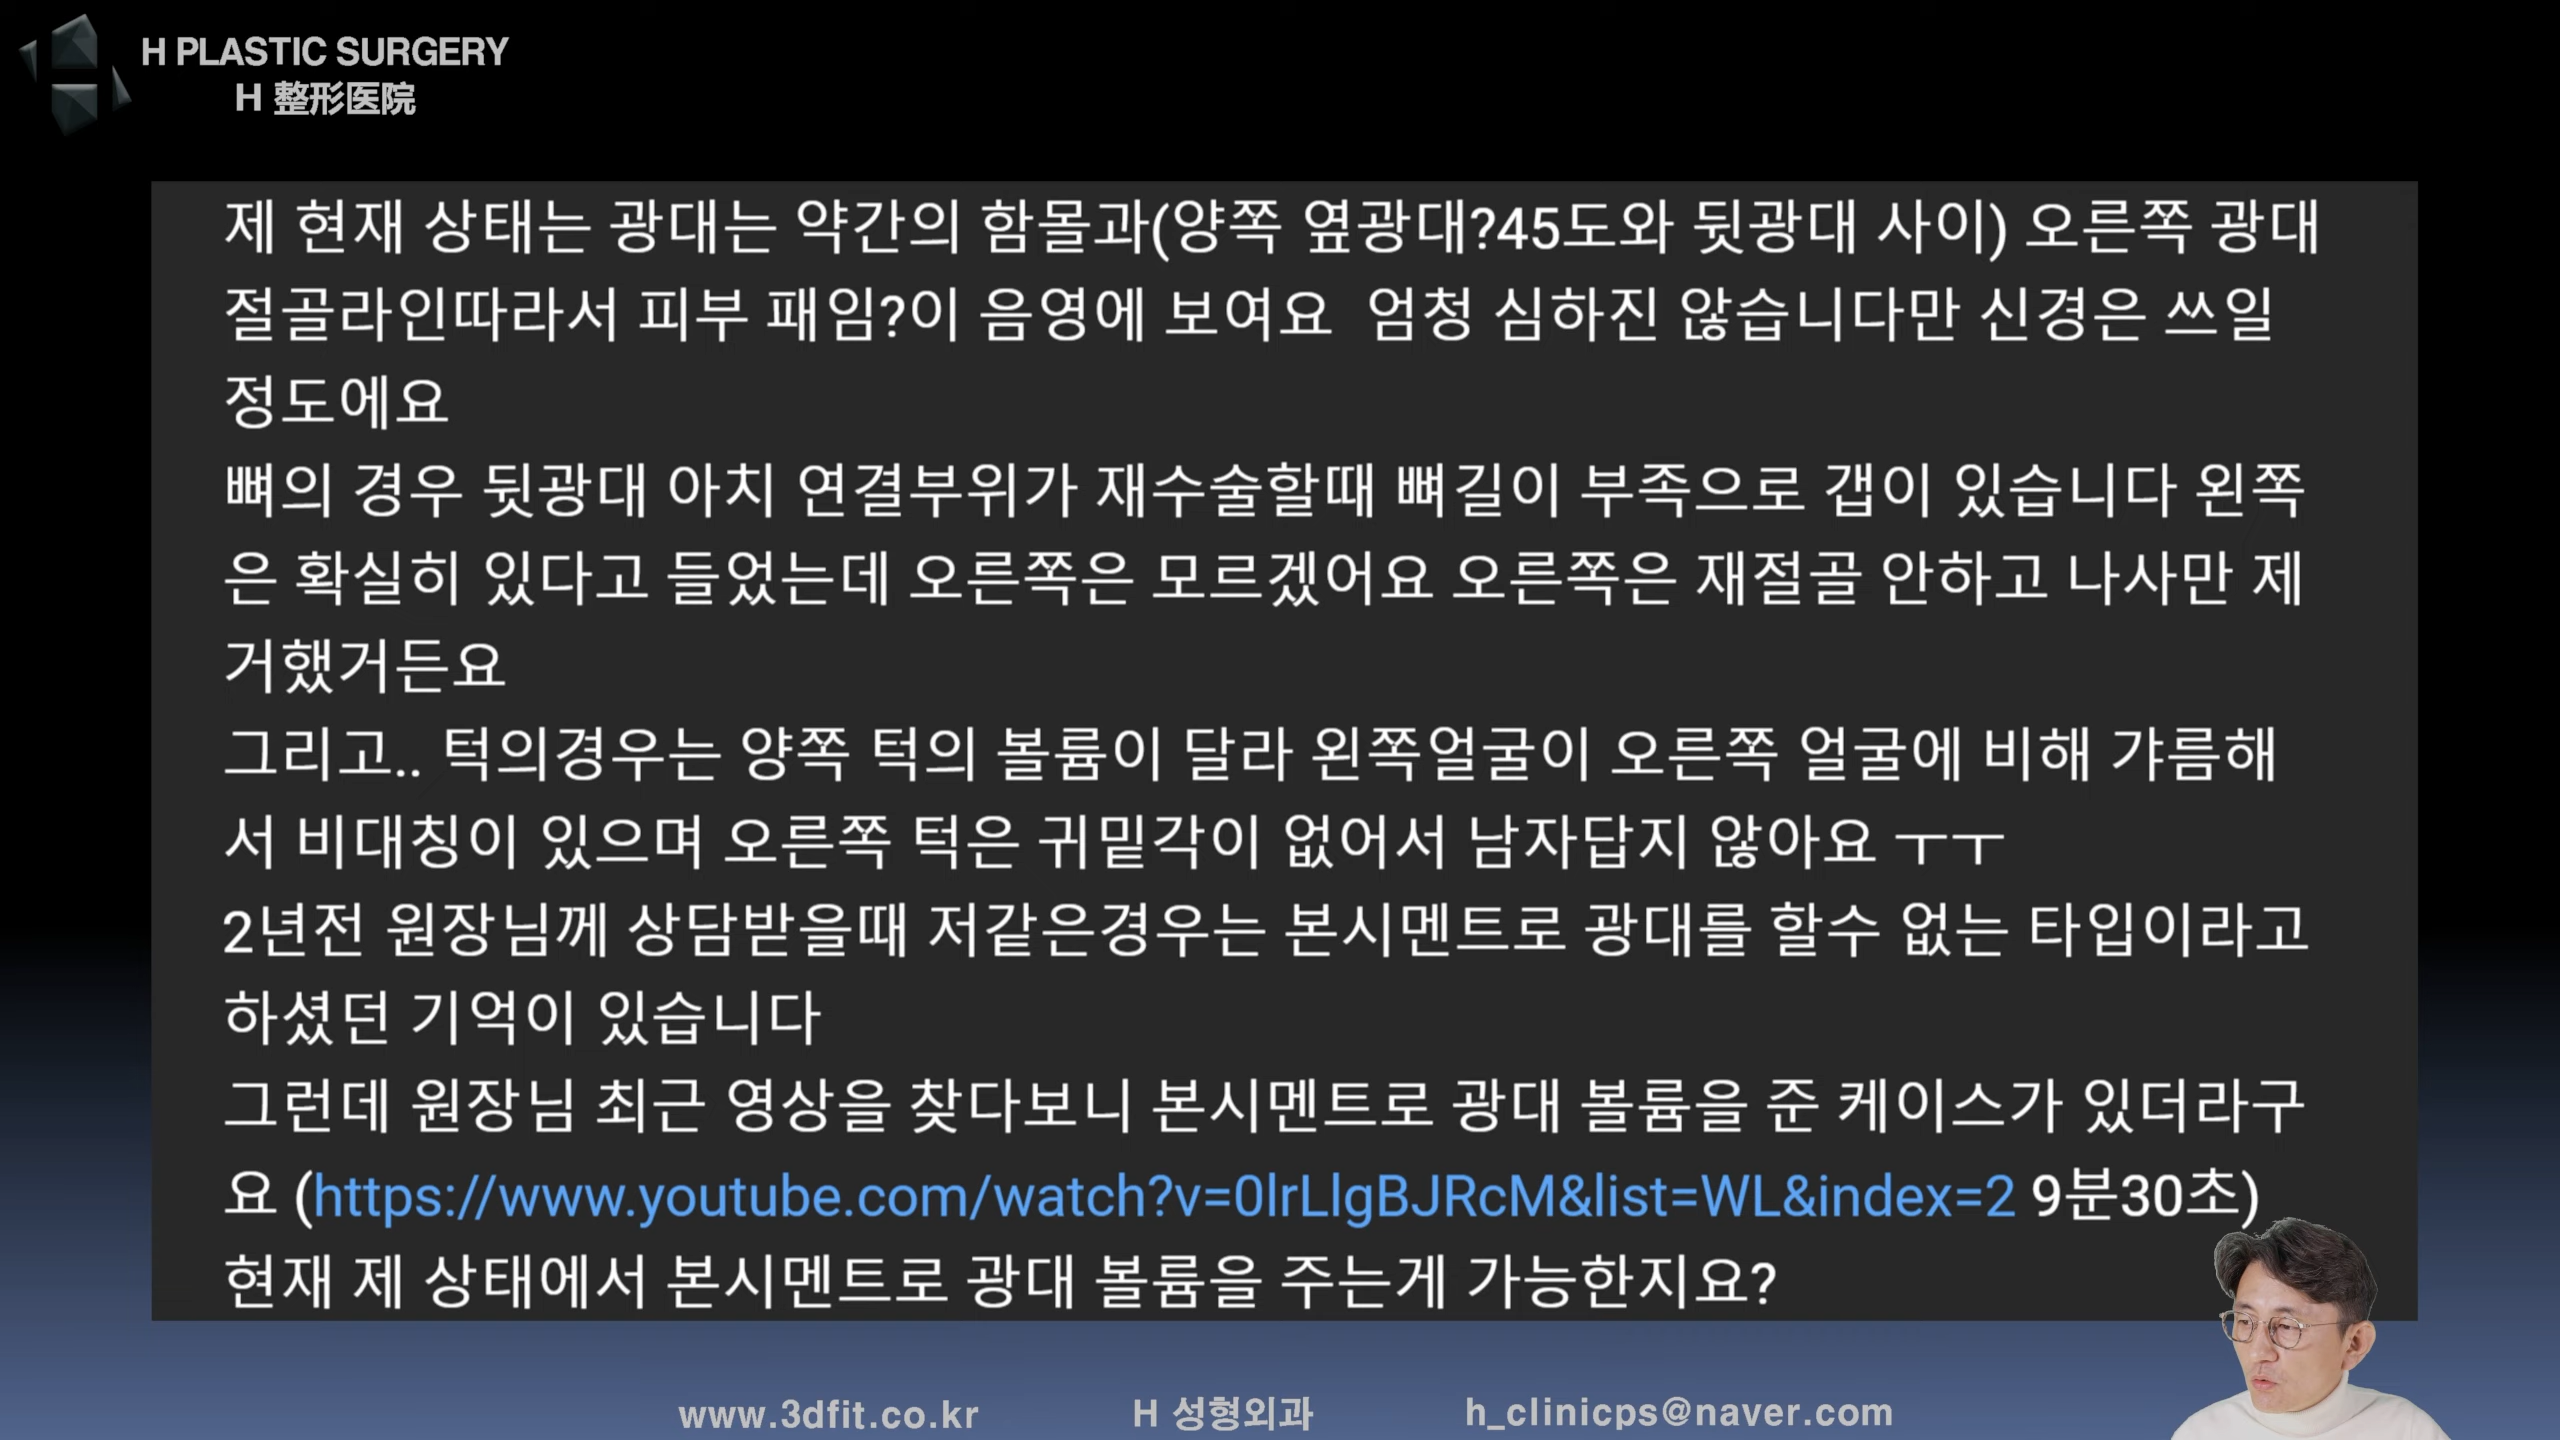 H PLASTIC SURGERY
H 整形医院
제 현재 상태는 광대는 약간의 함몰과(양쪽 옆광대?45도와 뒷광대 사이) 오른쪽 광대
절골라인따라서 피부 패임?이 음영에 보여요  엄청 심하진 않습니다만 신경은 쓰일
정도에요
뼈의 경우 뒷광대 아치 연결부위가 재수술할때 뼈길이 부족으로 갭이 있습니다 왼쪽
은 확실히 있다고 들었는데 오른쪽은 모르겠어요 오른쪽은 재절골 안하고 나사만 제
거했거든요
그리고.. 턱의경우는 양쪽 턱의 볼륨이 달라 왼쪽얼굴이 오른쪽 얼굴에 비해 갸름해
서 비대칭이 있으며 오른쪽 턱은 귀밑각이 없어서 남자답지 않아요 ㅜㅜ
2년전 원장님께 상담받을때 저같은경우는 본시멘트로 광대를 할수 없는 타입이라고
하셨던 기억이 있습니다
그런데 원장님 최근 영상을 찾다보니 본시멘트로 광대 볼륨을 준 케이스가 있더라구
요 (https://www.youtube.com/watch?v=0lrLlgBJRcM&list=WL&index=2 9분30초)
현재 제 상태에서 본시멘트로 광대 볼륨을 주는게 가능한지요?
www.3dfit.co.kr H 성형외과 h_clinicps@naver.com